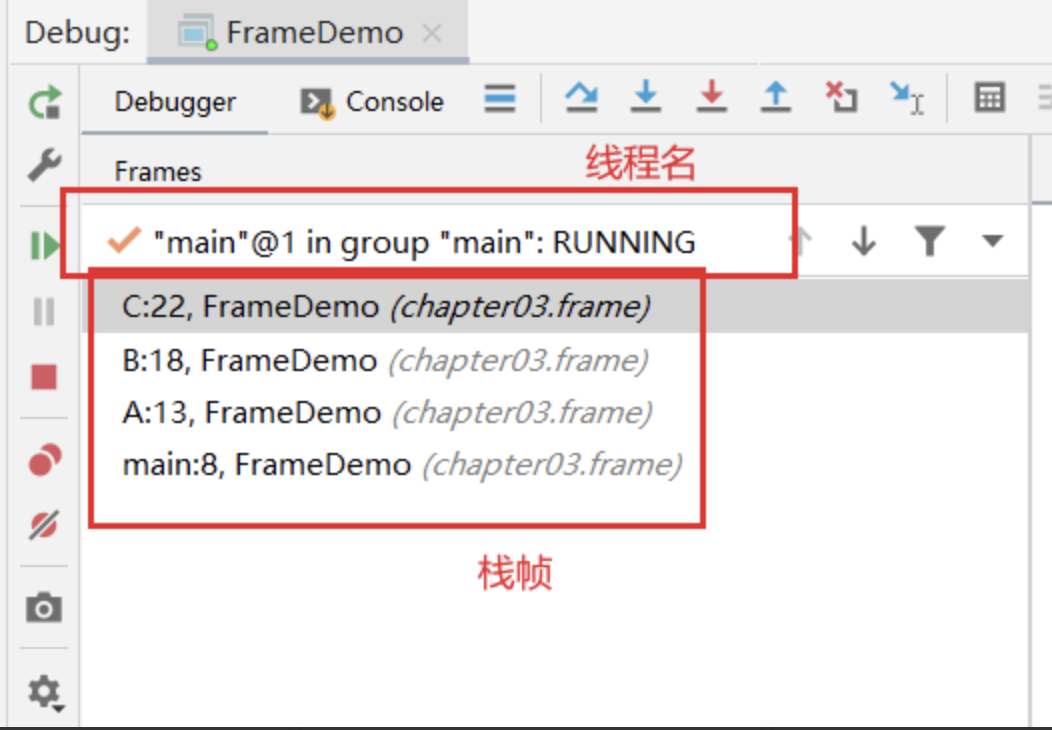 Debug: FrameDemo
Debugger Console
Frames
线程名
"main"@1 in group "main": RUNNING
C:22, FrameDemo (chapter03.frame)
B:18, FrameDemo (chapter03.frame)
A:13, FrameDemo (chapter03.frame)
main:8, FrameDemo (chapter03.frame)
栈帧